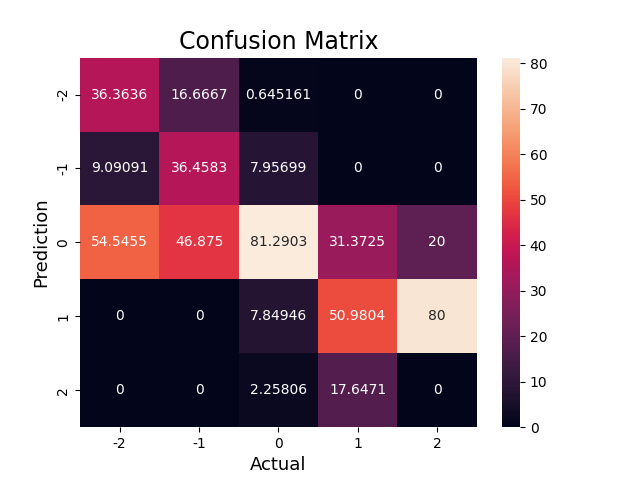 Confusion Matrix
-2 36.3636 16.6667 0.645161 0 0
-1 9.09091 36.4583 7.95699 0 0
0 54.5455 46.875 81.2903 31.3725 20
1 0 0 7.84946 50.9804 80
2 0 0 2.25806 17.6471 0
-2 -1 0 1 2
Prediction
Actual
80
70
60
50
40
30
20
10
0